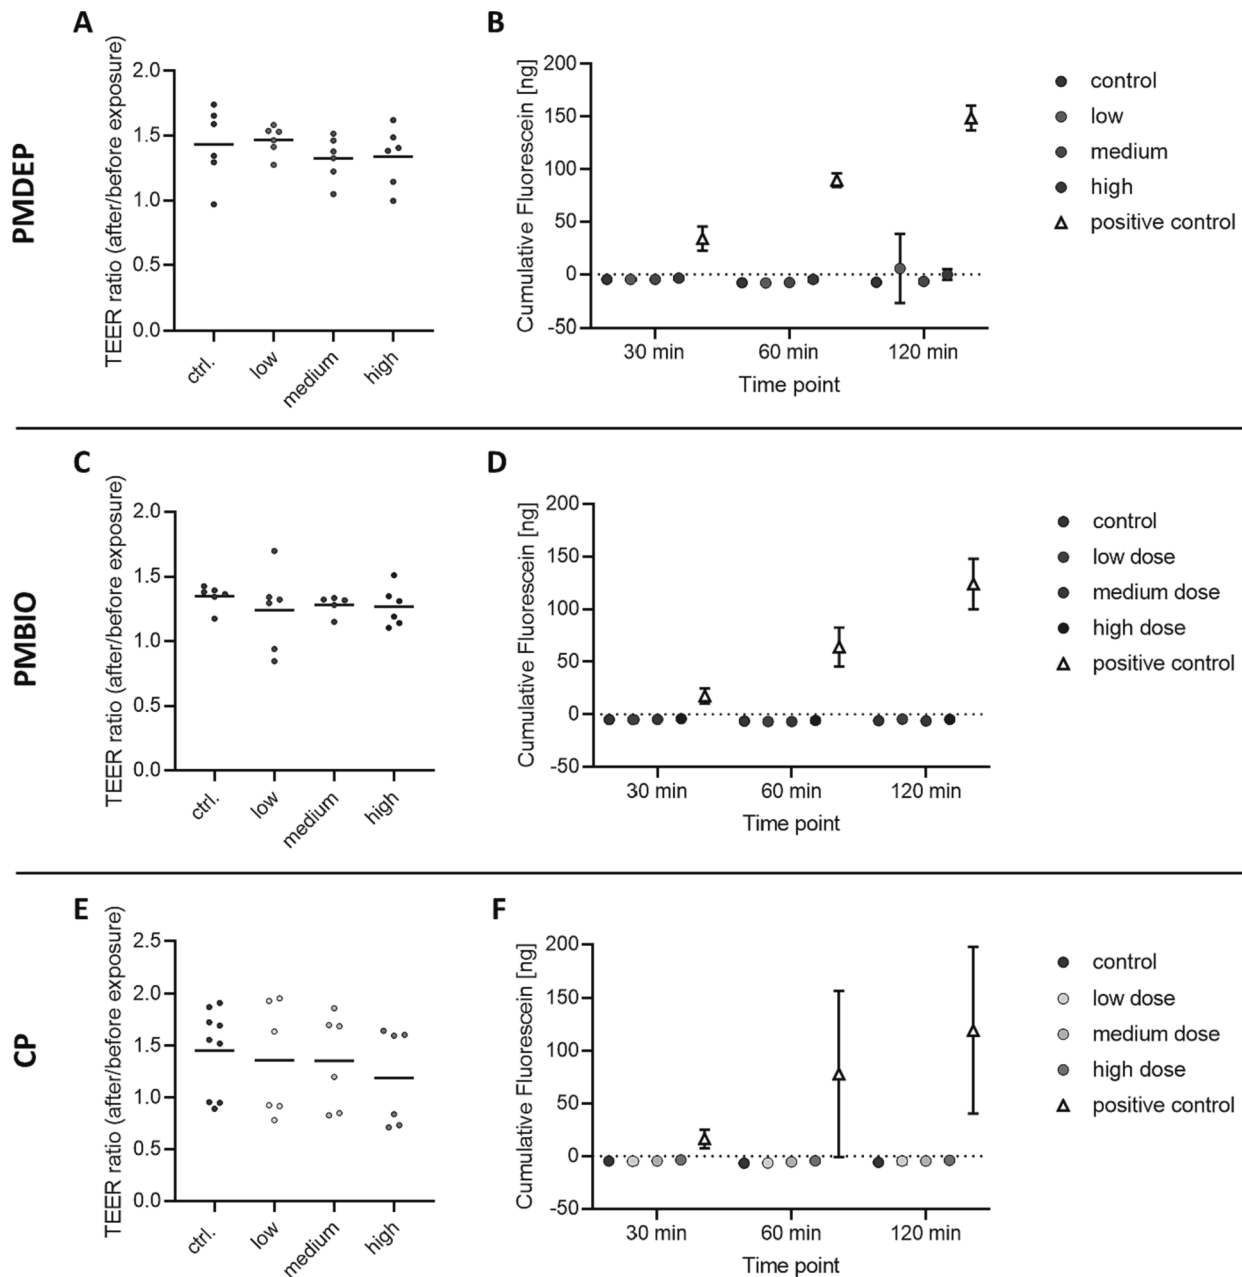 A
B
PMDEP
TEER ratio (after/before exposure)
2.0
1.5
1.0
0.5
0.0
ctrl.
low
medium
high
Cumulative Fluorescein [ng]
200
150
100
50
0
-50
30 min
60 min
120 min
Time point
control
low
medium
high
positive control
C
D
PMBIO
TEER ratio (after/before exposure)
2.0
1.5
1.0
0.5
0.0
ctrl.
low
medium
high
Cumulative Fluorescein [ng]
200
150
100
50
0
-50
30 min
60 min
120 min
Time point
control
low dose
medium dose
high dose
positive control
E
F
CP
TEER ratio (after/before exposure)
2.5
2.0
1.5
1.0
0.5
0.0
ctrl.
low
medium
high
Cumulative Fluorescein [ng]
200
150
100
50
0
-50
30 min
60 min
120 min
Time point
control
low dose
medium dose
high dose
positive control